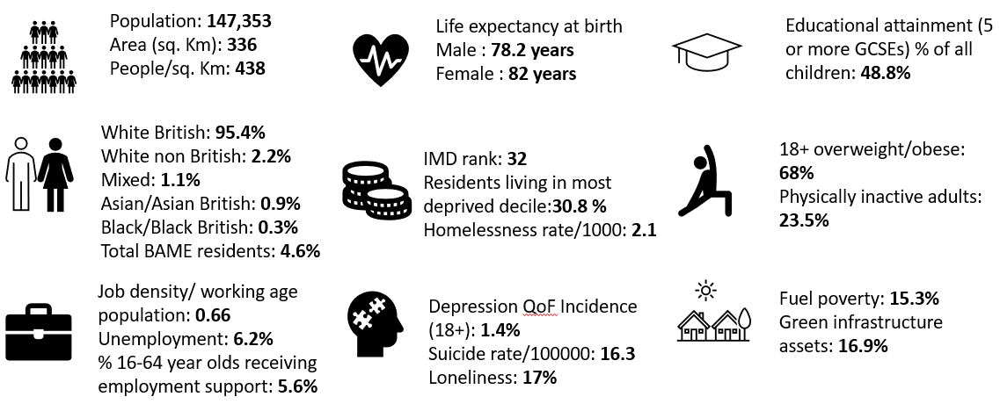 Population: 147,353
Area (sq. Km): 336
People/sq. Km: 438
Life expectancy at birth
Male : 78.2 years
Female : 82 years
Educational attainment (5
or more GCSEs) % of all
children: 48.8%
White British: 95.4%
White non British: 2.2%
Mixed: 1.1%
Asian/Asian British: 0.9%
Black/Black British: 0.3%
Total BAME residents: 4.6%
IMD rank: 32
Residents living in most
deprived decile:30.8 %
Homelessness rate/1000: 2.1
18+ overweight/obese:
68%
Physically inactive adults:
23.5%
Job density/ working age
population: 0.66
Unemployment: 6.2%
% 16-64 year olds receiving
employment support: 5.6%
Depression QoF Incidence
(18+): 1.4%
Suicide rate/100000: 16.3
Loneliness: 17%
Fuel poverty: 15.3%
Green infrastructure
assets: 16.9%